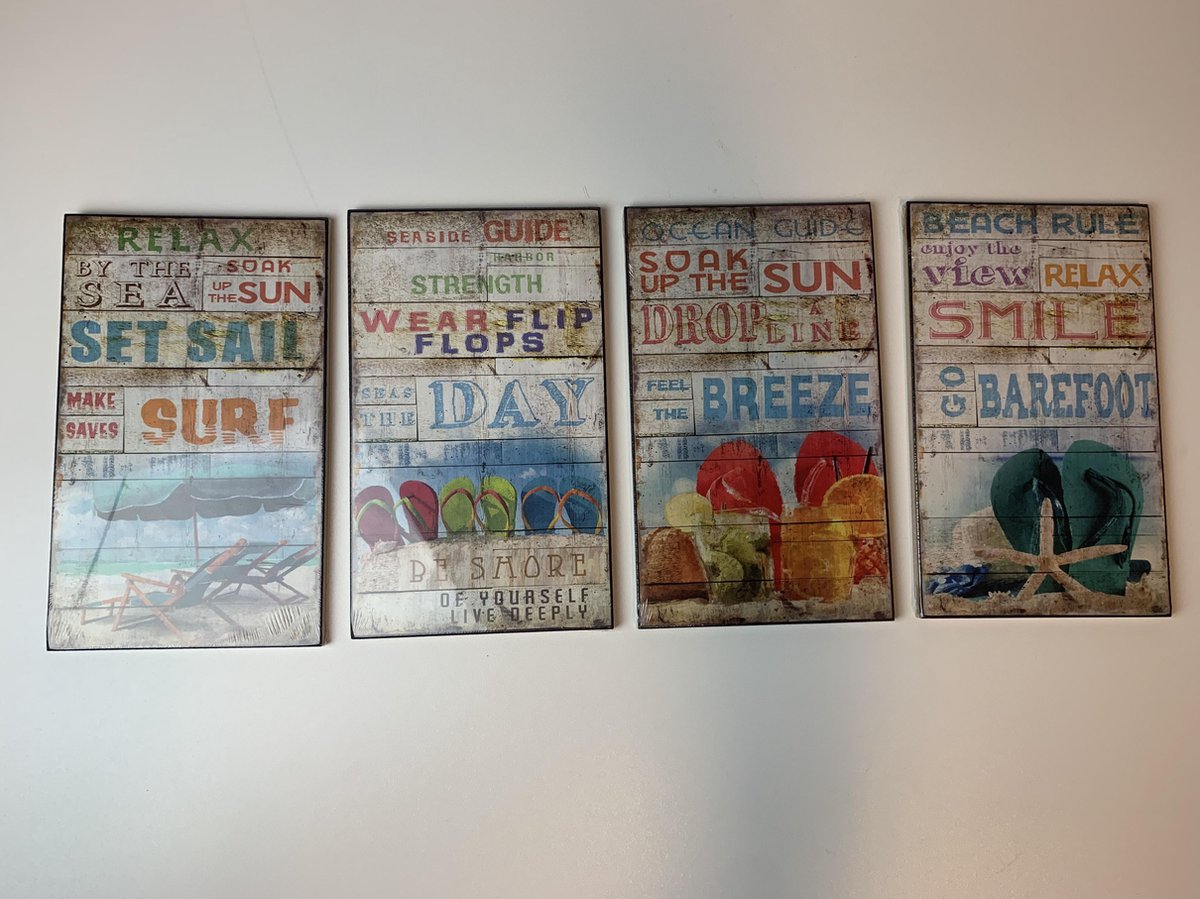 RELAX
BY THE
SEA
SOAK
UP
THE SUN
SET SAIL
MAKE
SAVES
SURF
SEASIDE GUIDE
HARBOR
STRENGTH
WEAR FLIP
FLOPS
SEAS
THE
DAY
BE SHORE
OF YOURSELF
LIVE DEEPLY
OCEAN GUIDE
SOAK
UP THE SUN
DROP A
LINE
FEEL
THE
BREEZE
BEACH RULE
enjoy the
view
RELAX
SMILE
GO
BAREFOOT